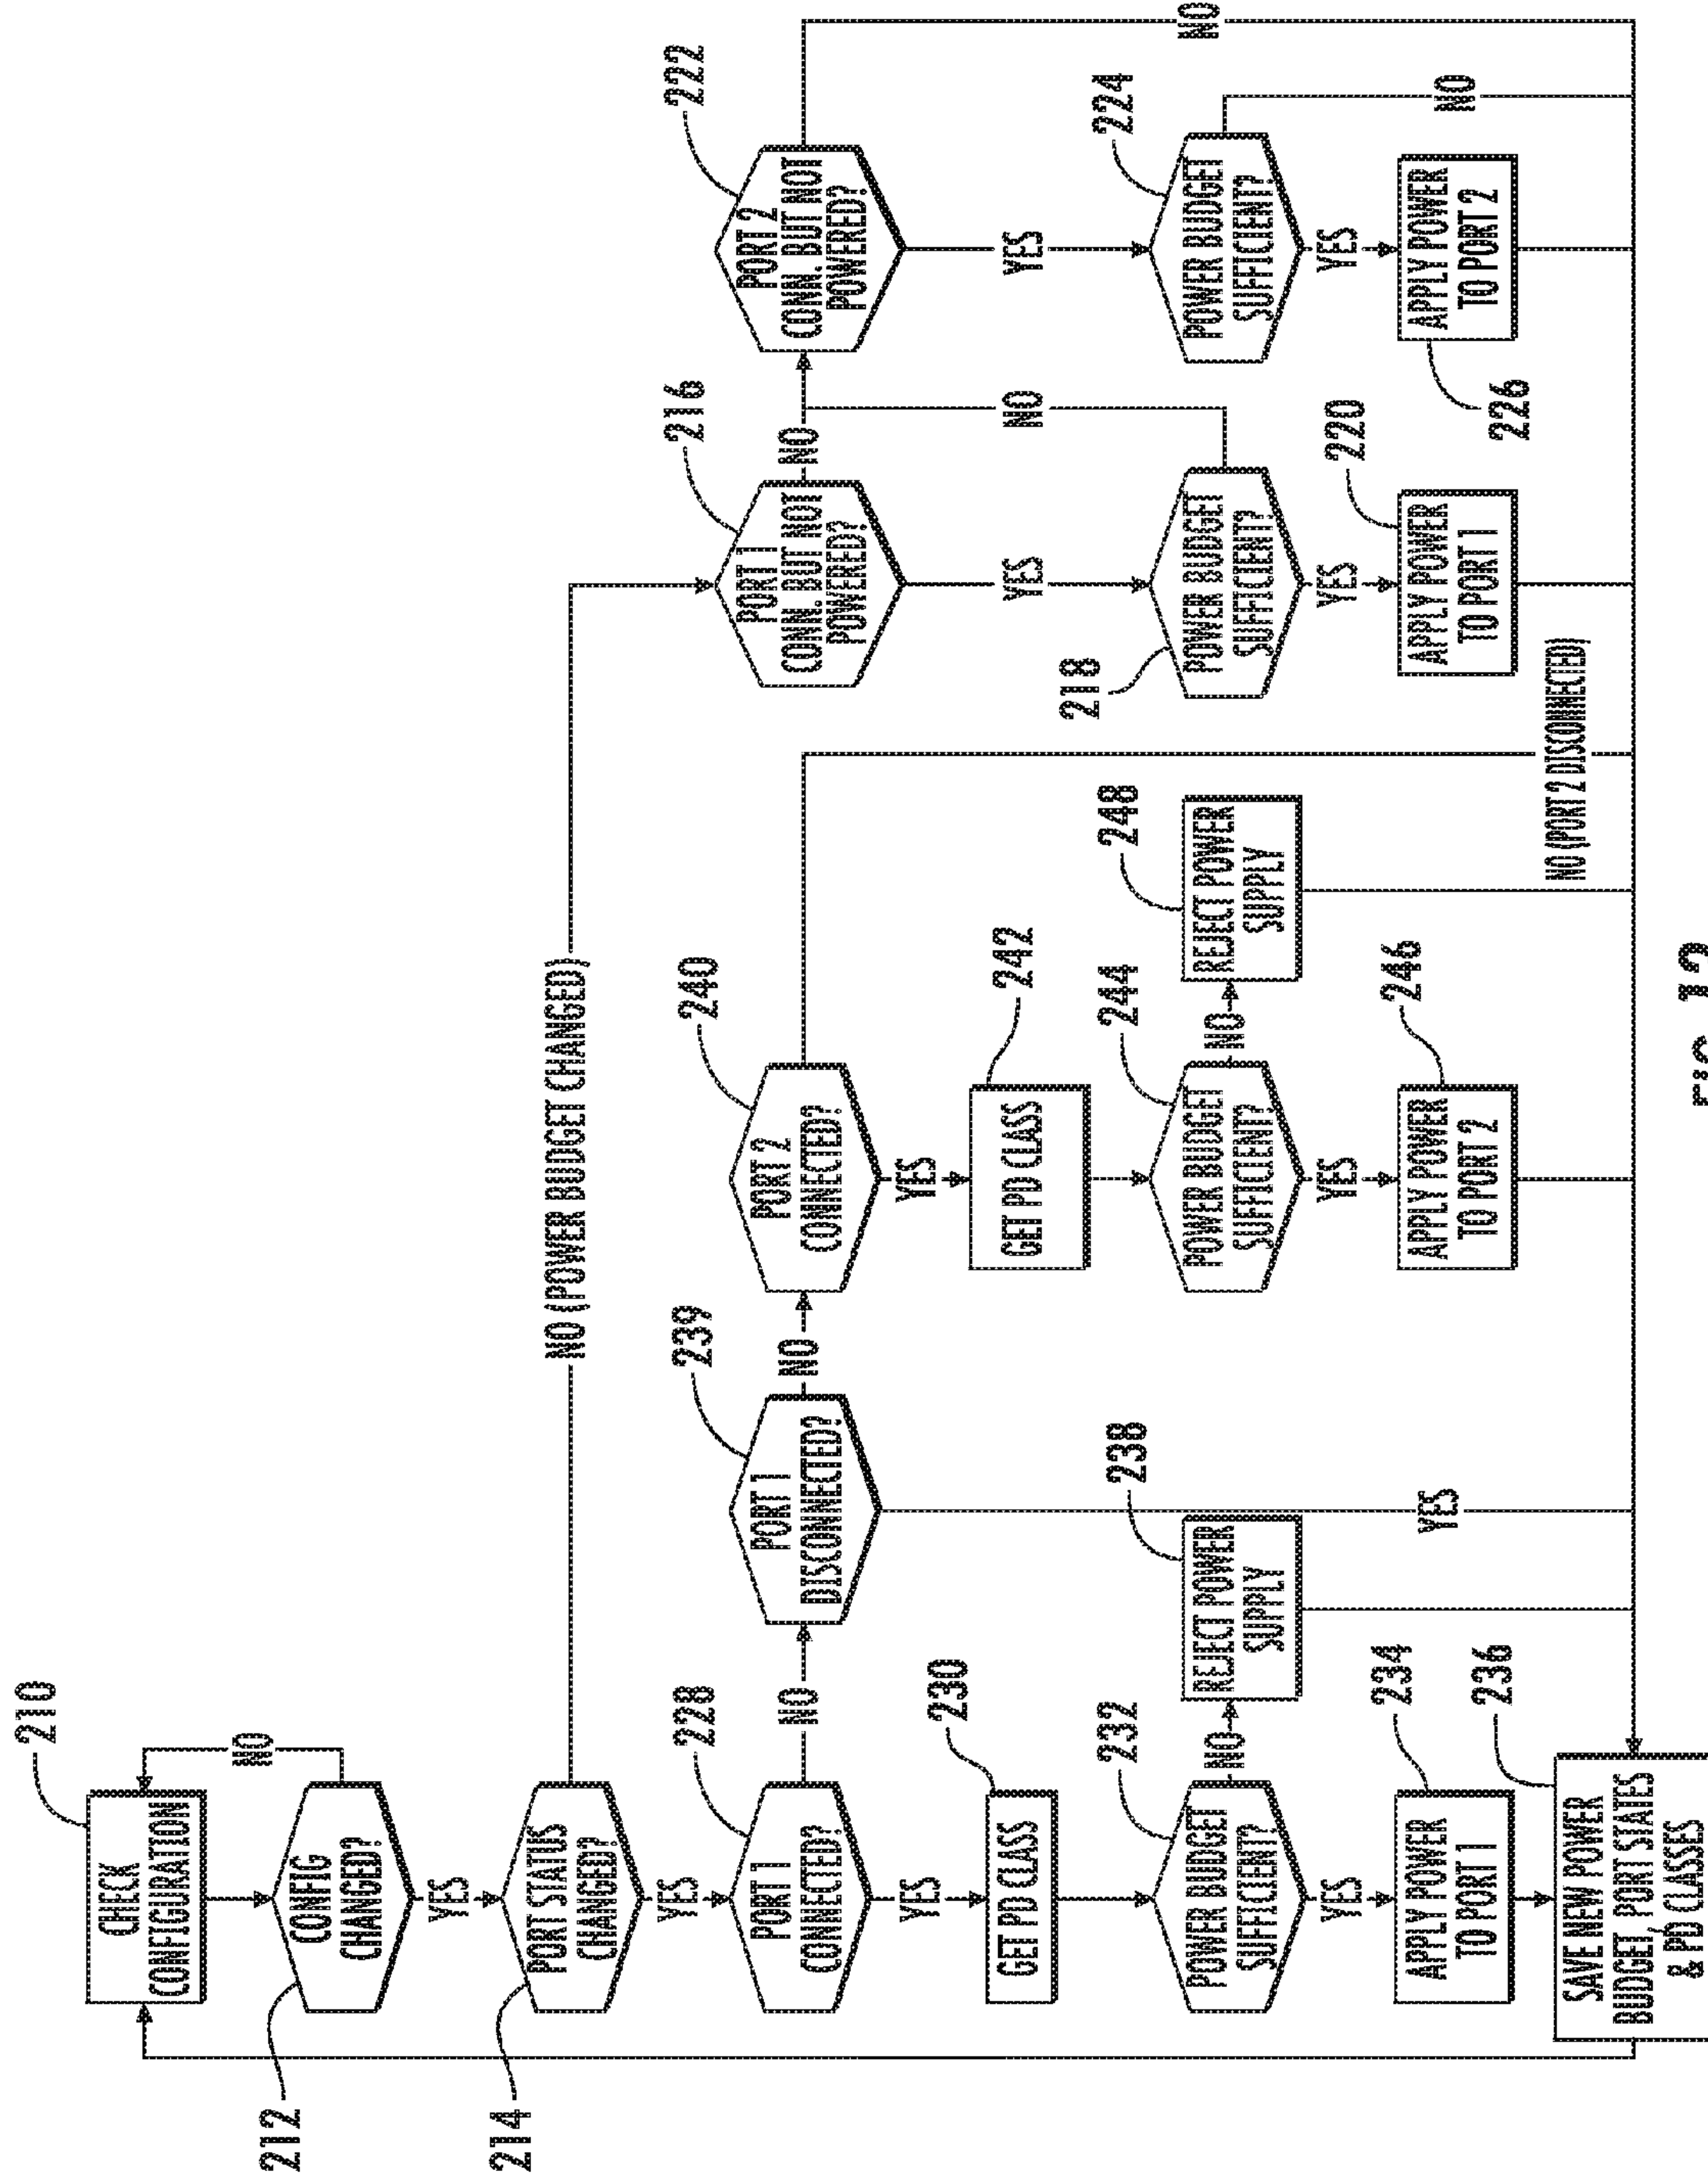 210
CHECK
CONFIGURATION
NO
212
CONFIG
CHANGED?
YES
214
PORT STATUS
CHANGED?
NO (POWER BUDGET CHANGED)
YES
228
PORT 1
CONNECTED?
NO
YES
230
GET PD CLASS
232
POWER BUDGET
SUFFICIENT?
NO
YES
238
REJECT POWER
SUPPLY
234
APPLY POWER
TO PORT 1
236
SAVE NEW POWER
BUDGET, PORT STATES
& PD CLASSES
239
PORT 1
DISCONNECTED?
NO
YES
240
PORT 2
CONNECTED?
YES
NO (PORT 2 DISCONNECTED)
242
GET PD CLASS
244
POWER BUDGET
SUFFICIENT?
NO
YES
248
REJECT POWER
SUPPLY
246
APPLY POWER
TO PORT 2
216
PORT 1
CONN. BUT NOT
POWERED?
NO
YES
218
POWER BUDGET
SUFFICIENT?
NO
YES
220
APPLY POWER
TO PORT 1
222
PORT 2
CONN. BUT NOT
POWERED?
NO
YES
224
POWER BUDGET
SUFFICIENT?
NO
YES
226
APPLY POWER
TO PORT 2